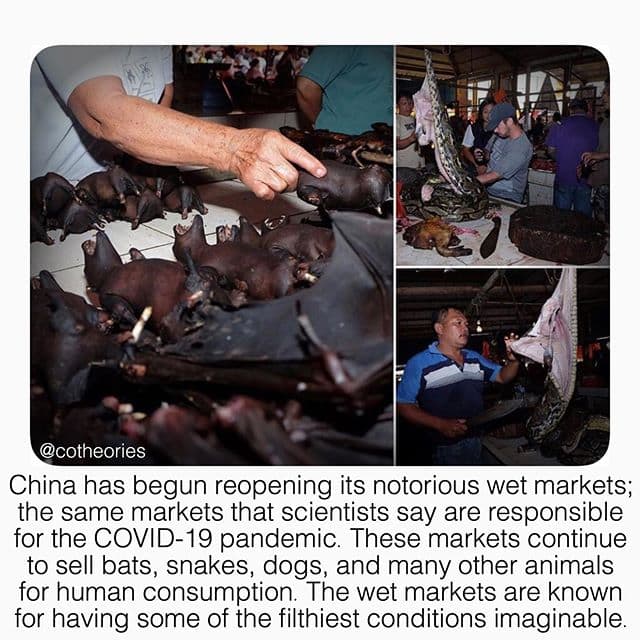 @cotheories
China has begun reopening its notorious wet markets;
the same markets that scientists say are responsible
for the COVID-19 pandemic. These markets continue
to sell bats, snakes, dogs, and many other animals
for human consumption. The wet markets are known
for having some of the filthiest conditions imaginable.